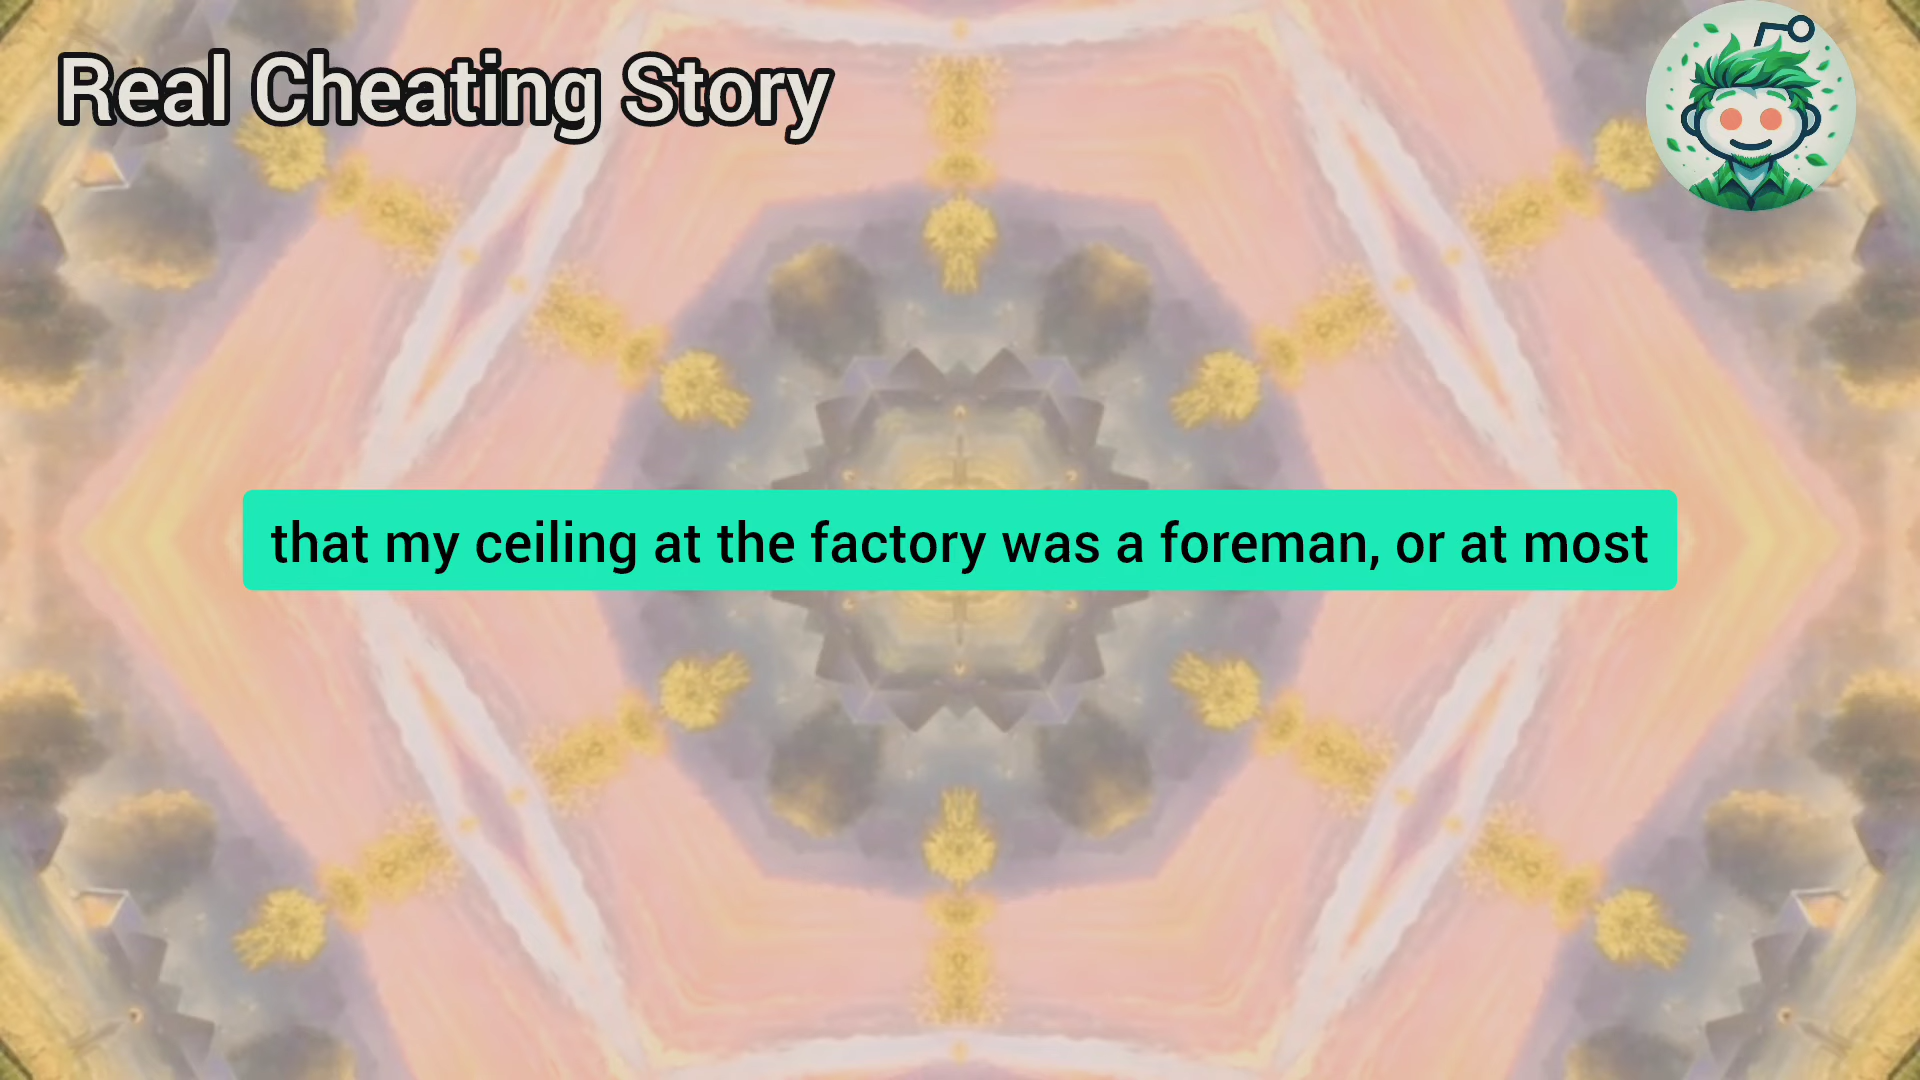 Real Cheating Story
that my ceiling at the factory was a foreman, or at most